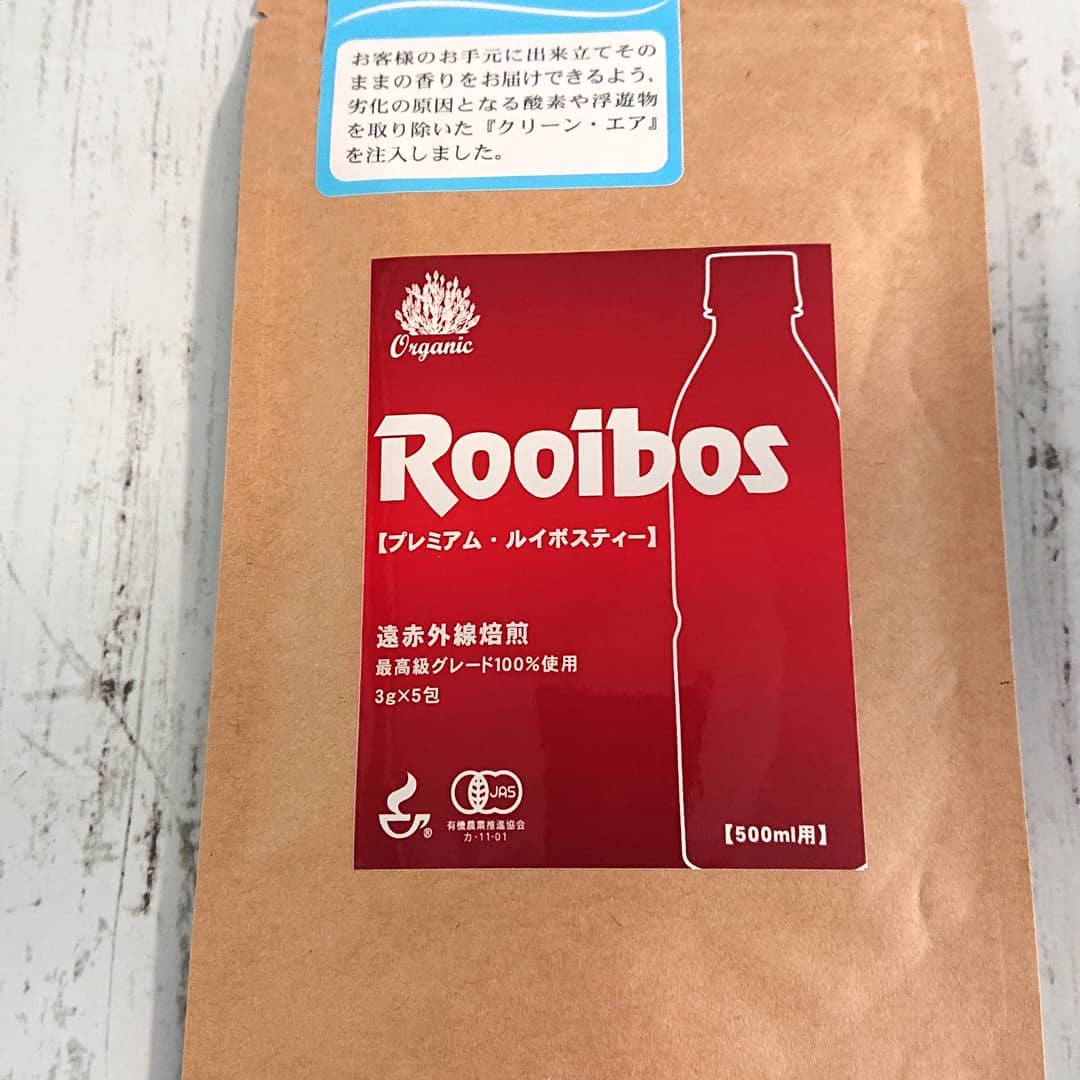 お客様のお手元に出来立てその
ままの香りをお届けできるよう、
劣化の原因となる酸素や浮遊物
を取り除いた『クリーン・エア』
を注入しました。
Organic
Rooibos
【プレミアム・ルイボスティー】
遠赤外線焙煎
最高級グレード100%使用
3g×5包
®
JAS
有機農業推進協会
カ-11-01
【500ml用】